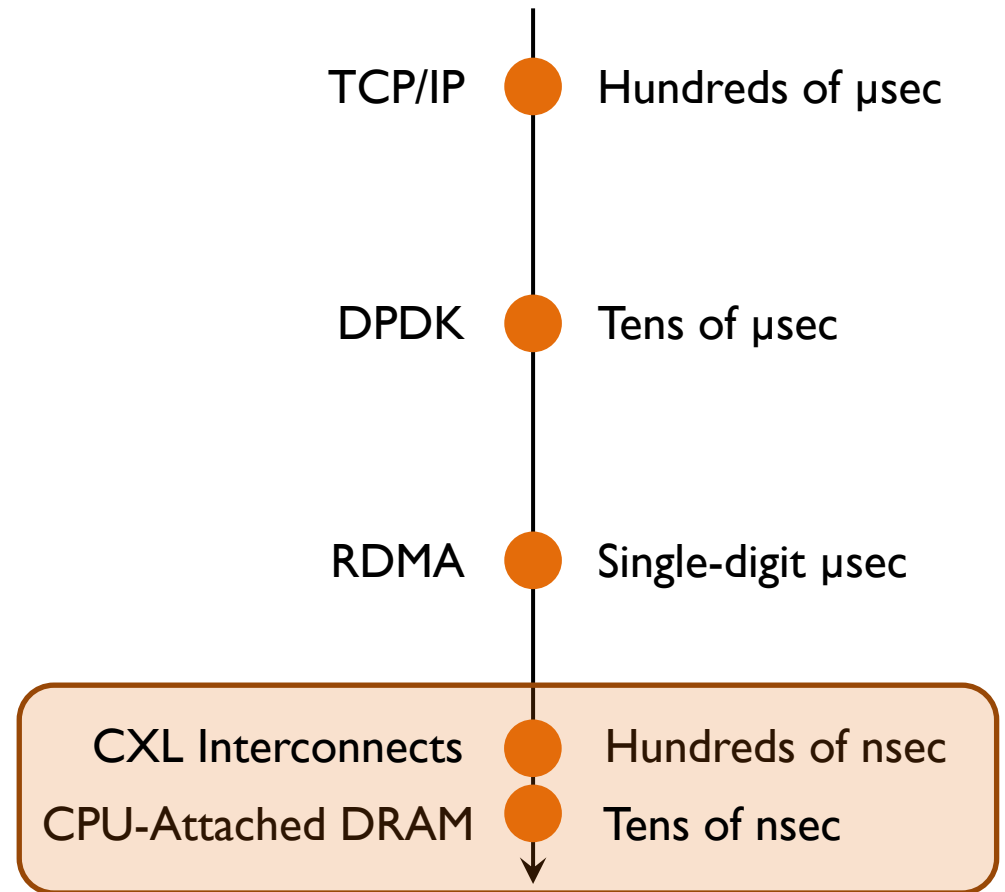 TCP/IP Hundreds of µsec
DPDK Tens of µsec
RDMA Single-digit µsec
CXL Interconnects Hundreds of nsec
CPU-Attached DRAM Tens of nsec